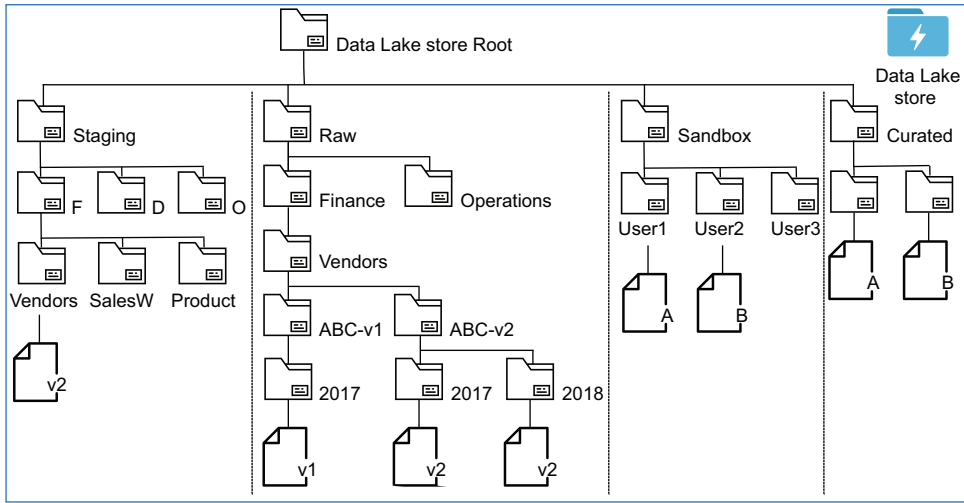 Data Lake store Root
Data Lake
store
Staging
Raw
Sandbox
Curated
F
D
O
Finance
Operations
User1
User2
User3
Vendors
SalesW
Product
Vendors
A
B
A
B
ABC-v1
ABC-v2
v2
2017
2017
2018
v1
v2
v2